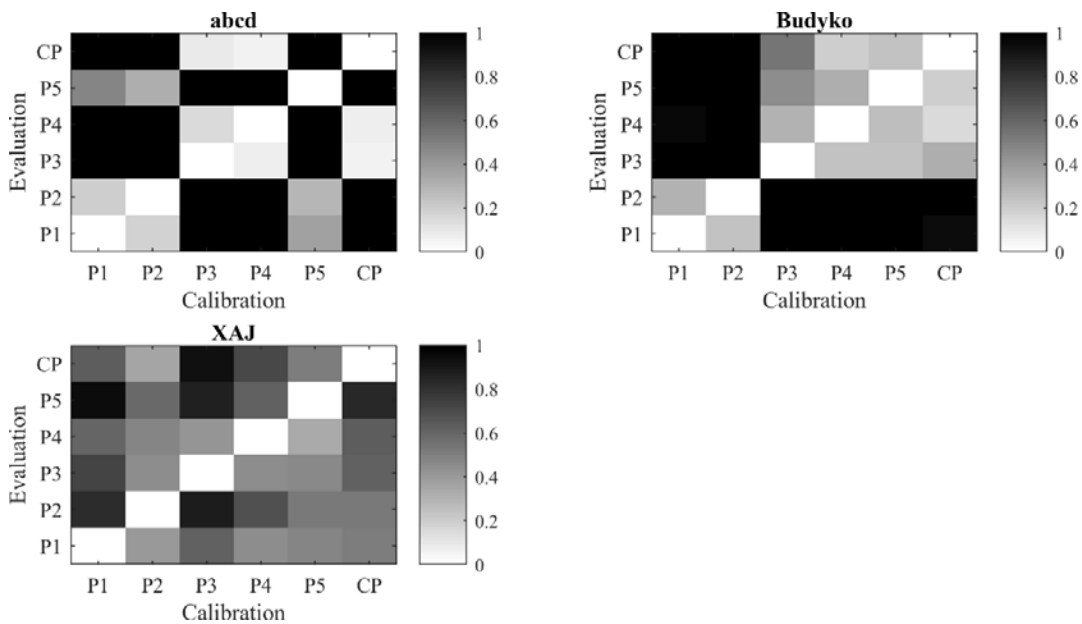 abcd
CP
P5
P4
P3
P2
P1
Evaluation
P1 P2 P3 P4 P5 CP
Calibration
1
0.8
0.6
0.4
0.2
0
Budyko
CP
P5
P4
P3
P2
P1
Evaluation
P1 P2 P3 P4 P5 CP
Calibration
1
0.8
0.6
0.4
0.2
0
XAJ
CP
P5
P4
P3
P2
P1
Evaluation
P1 P2 P3 P4 P5 CP
Calibration
1
0.8
0.6
0.4
0.2
0